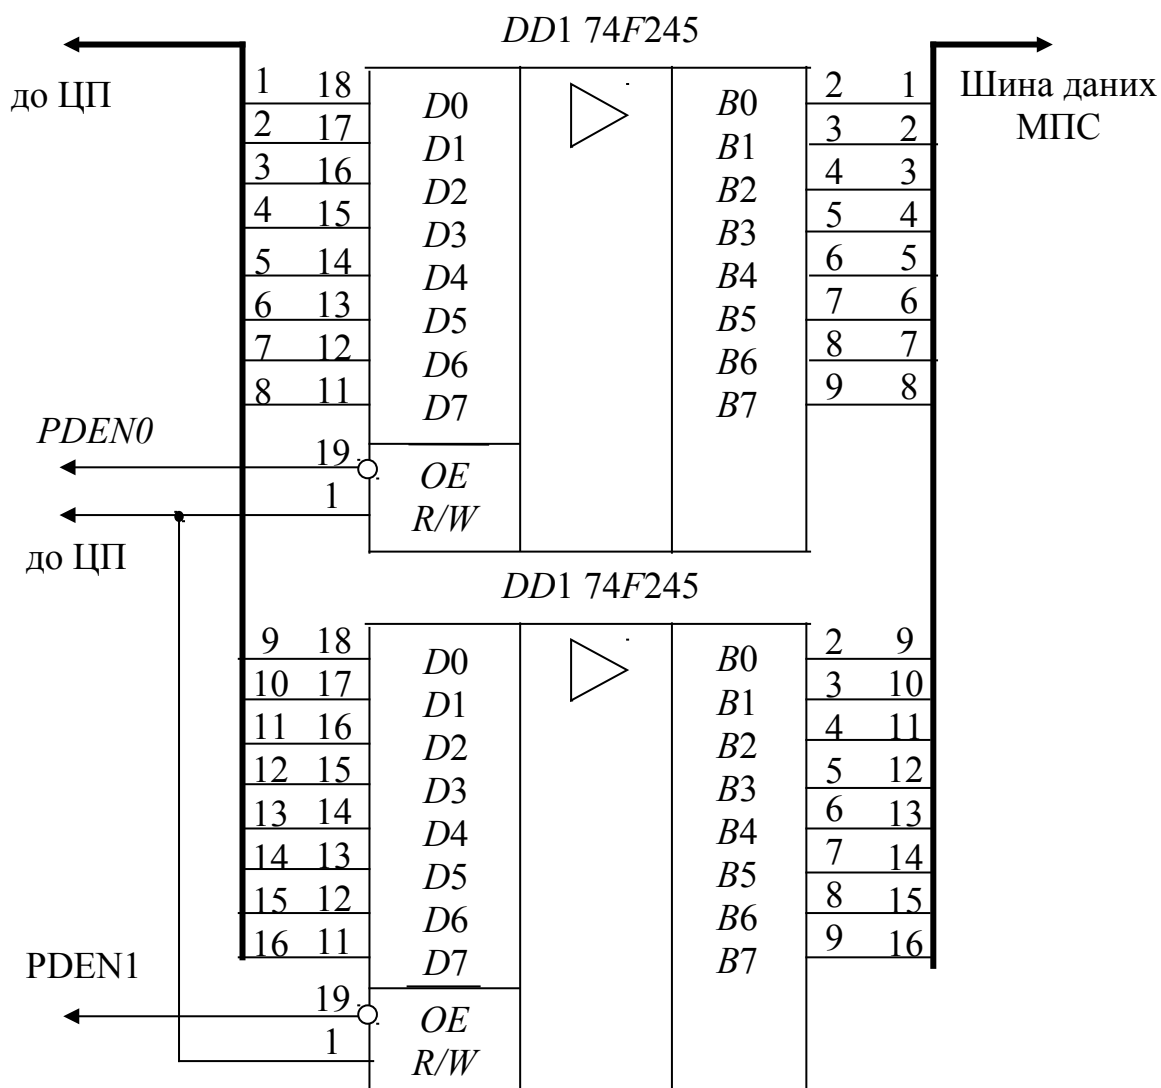 DD1 74F245
до ЦП
Шина даних
МПС
1 18 D0 B0 2 1
2 17 D1 B1 3 2
3 16 D2 B2 4 3
4 15 D3 B3 5 4
5 14 D4 B4 6 5
6 13 D5 B5 7 6
7 12 D6 B6 8 7
8 11 D7 B7 9 8
PDEN0 19 OE
1 R/W
до ЦП
DD1 74F245
9 18 D0 B0 2 9
10 17 D1 B1 3 10
11 16 D2 B2 4 11
12 15 D3 B3 5 12
13 14 D4 B4 6 13
14 13 D5 B5 7 14
15 12 D6 B6 8 15
16 11 D7 B7 9 16
PDEN1 19 OE
1 R/W